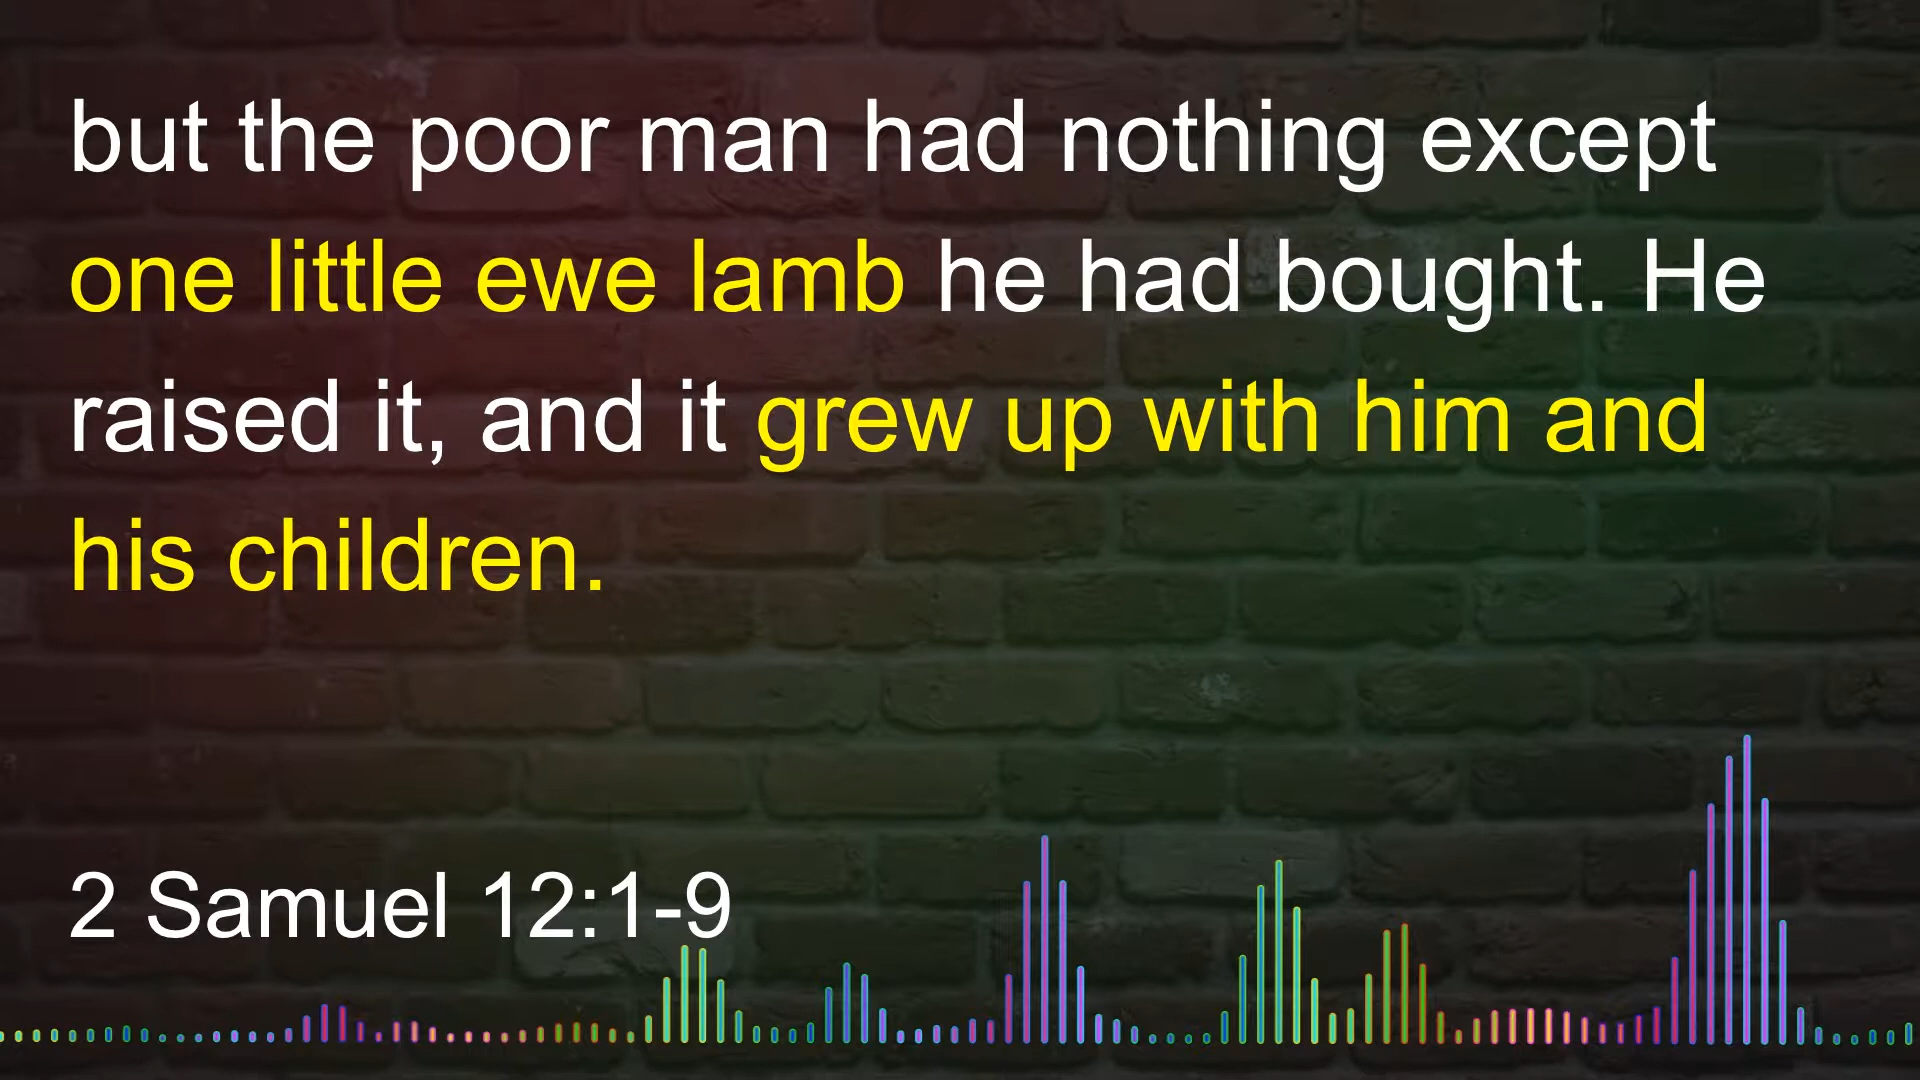 but the poor man had nothing except
one little ewe lamb he had bought. He
raised it, and it grew up with him and
his children.
2 Samuel 12:1-9